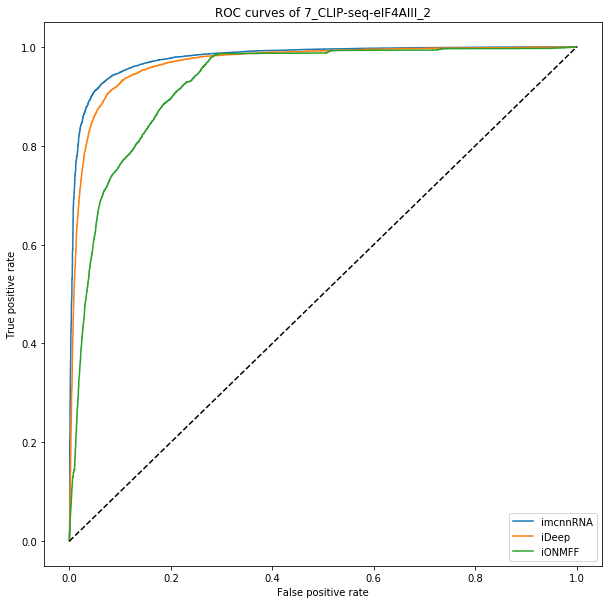 ROC curves of 7_CLIP-seq-eIF4AIII_2
True positive rate
1.0
0.8
0.6
0.4
0.2
0.0
0.0 0.2 0.4 0.6 0.8 1.0
False positive rate
imcnnRNA
iDeep
iONMFF